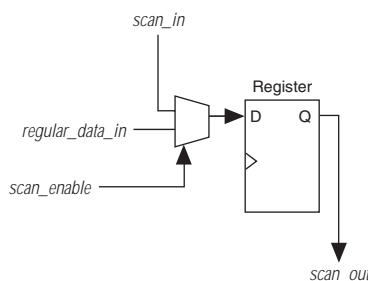 scan_in
Register
D Q
regular_data_in
scan_enable
scan_out